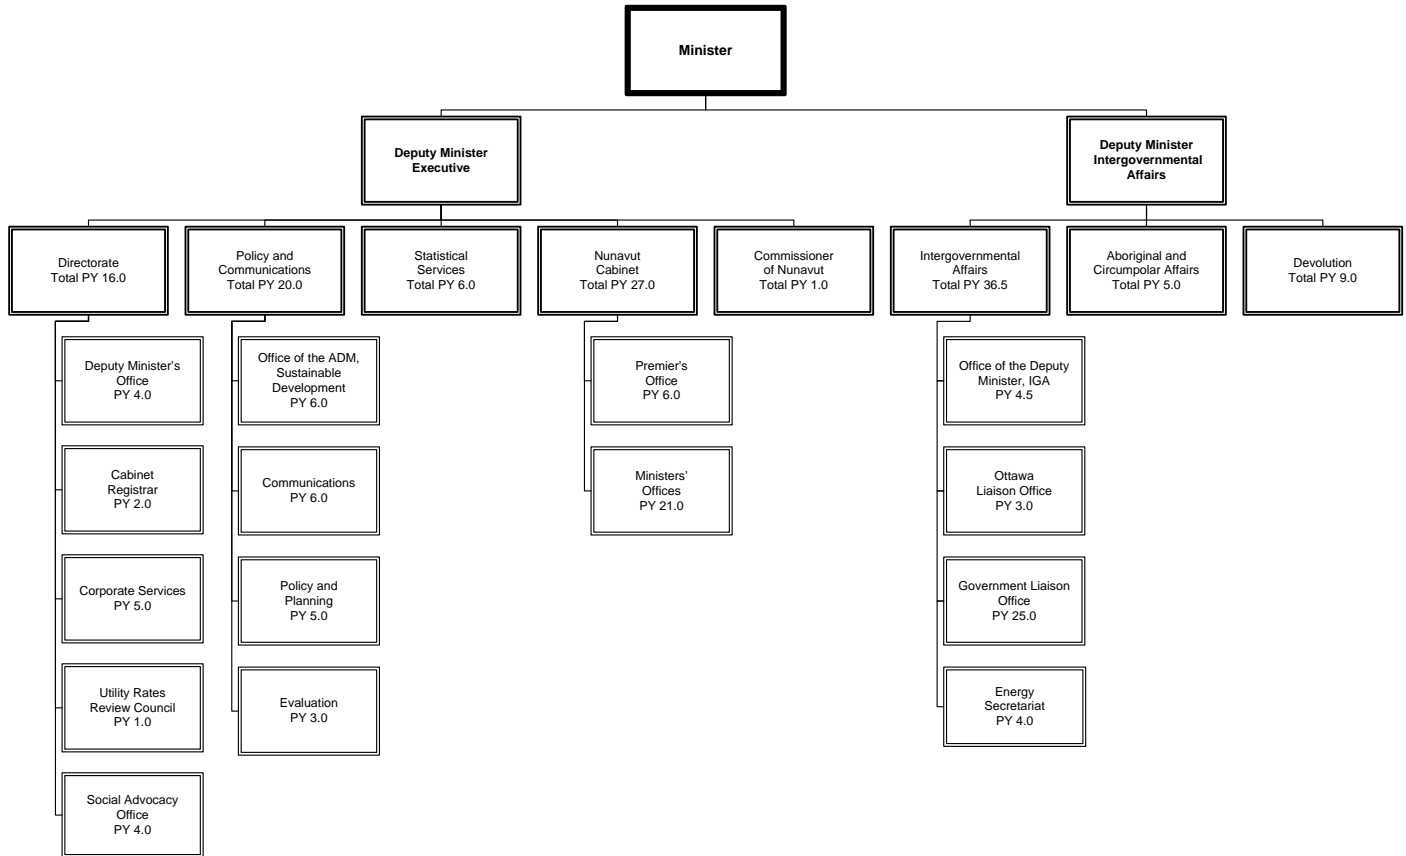 Minister
Deputy Minister
Executive
Deputy Minister
Intergovernmental
Affairs
Directorate
Total PY 16.0
Policy and
Communications
Total PY 20.0
Statistical
Services
Total PY 6.0
Nunavut
Cabinet
Total PY 27.0
Commissioner
of Nunavut
Total PY 1.0
Intergovernmental
Affairs
Total PY 36.5
Aboriginal and
Circumpolar Affairs
Total PY 5.0
Devolution
Total PY 9.0
Deputy Minister's
Office
PY 4.0
Cabinet
Registrar
PY 2.0
Corporate Services
PY 5.0
Utility Rates
Review Council
PY 1.0
Social Advocacy
Office
PY 4.0
Office of the ADM,
Sustainable
Development
PY 6.0
Communications
PY 6.0
Policy and
Planning
PY 5.0
Evaluation
PY 3.0
Premier's
Office
PY 6.0
Ministers'
Offices
PY 21.0
Office of the Deputy
Minister, IGA
PY 4.5
Ottawa
Liaison Office
PY 3.0
Government Liaison
Office
PY 25.0
Energy
Secretariat
PY 4.0